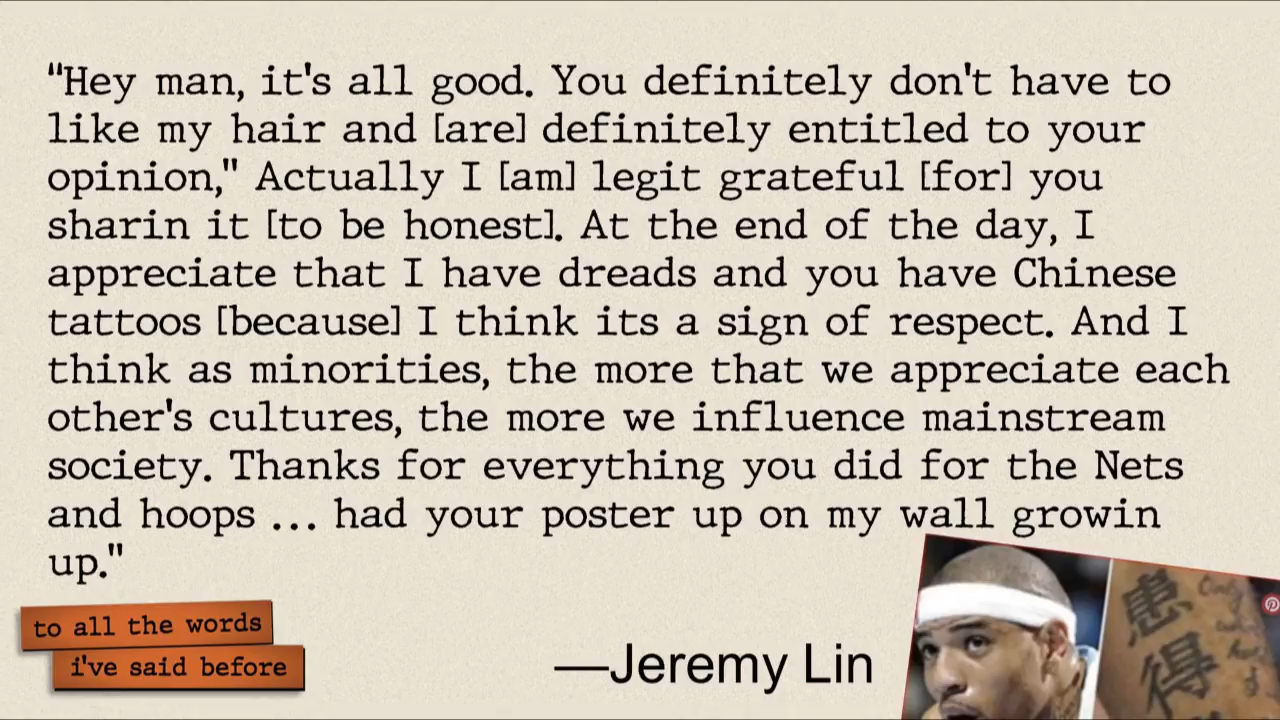 "Hey man, it's all good. You definitely don't have to
like my hair and [are] definitely entitled to your
opinion," Actually I [am] legit grateful [for] you
sharin it [to be honest]. At the end of the day, I
appreciate that I have dreads and you have Chinese
tattoos [because] I think its a sign of respect. And I
think as minorities, the more that we appreciate each
other's cultures, the more we influence mainstream
society. Thanks for everything you did for the Nets
and hoops ... had your poster up on my wall growin
up."
to all the words
i've said before
—Jeremy Lin
患
得